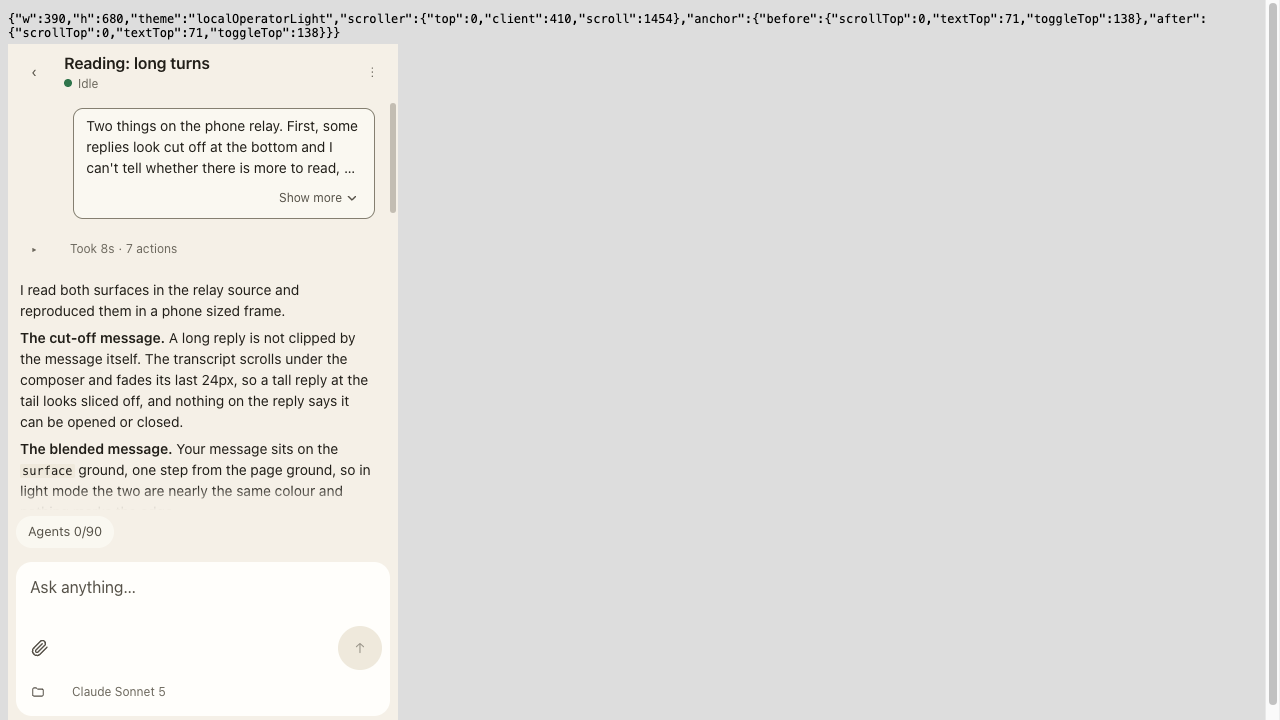 {"w":390,"h":680,"theme":"localOperatorLight","scroller":{"top":0,"client":410,"scroll":1454},"anchor":{"before":{"scrollTop":0,"textTop":71,"toggleTop":138},"after":
{"scrollTop":0,"textTop":71,"toggleTop":138}}}
Reading: long turns
Idle
Two things on the phone relay. First, some
replies look cut off at the bottom and I
can't tell whether there is more to read, ...
Show more
Took 8s · 7 actions
I read both surfaces in the relay source and
reproduced them in a phone sized frame.
The cut-off message. A long reply is not clipped by
the message itself. The transcript scrolls under the
composer and fades its last 24px, so a tall reply at the
tail looks sliced off, and nothing on the reply says it
can be opened or closed.
The blended message. Your message sits on the
surface ground, one step from the page ground, so in
light mode the two are nearly the same colour and
Agents 0/90
Ask anything...
Claude Sonnet 5